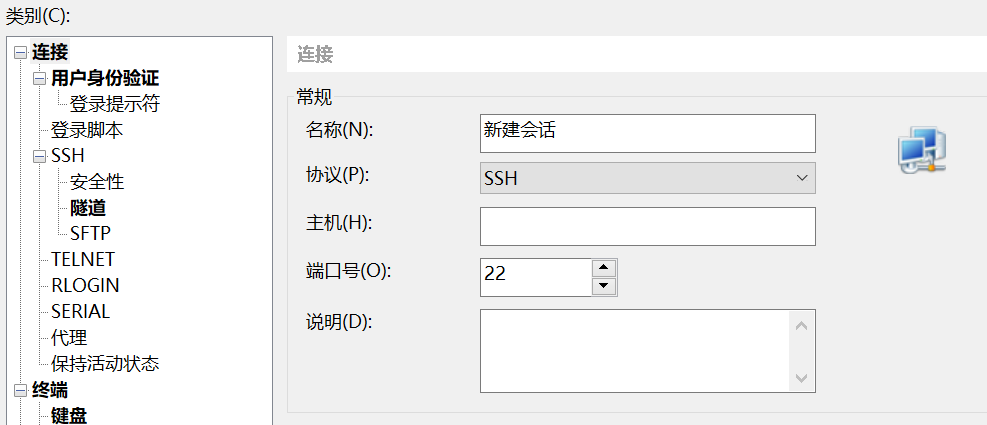 类别(C):
连接
用户身份验证
登录提示符
登录脚本
SSH
安全性
隧道
SFTP
TELNET
RLOGIN
SERIAL
代理
保持活动状态
终端
键盘
连接
常规
名称(N):
新建会话
协议(P):
SSH
主机(H):
端口号(O):
22
说明(D):